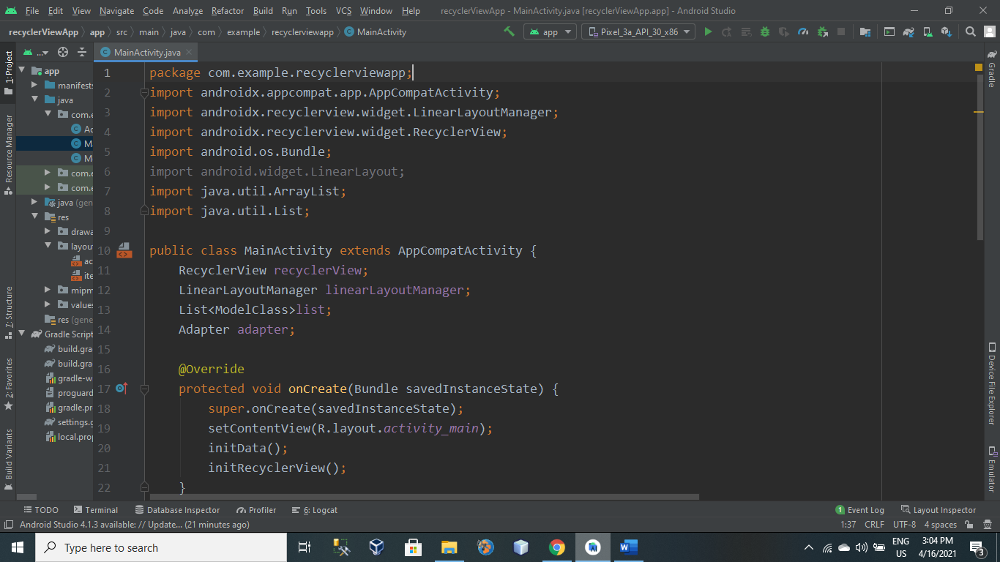 File Edit View Navigate Code Analyze Refactor Build Run Tools VCS Window Help recyclerViewApp - MainActivity.java [recyclerViewApp.app] - Android Studio
recyclerViewApp app src main java com example recyclerviewapp MainActivity app Pixel_3a_API_30_x86
... MainActivity.java
1: Project
Resource Manager
7: Structure
2: Favorites
Build Variants
app
manifests
java
com.e
Ac
Ma
Mo
com.e
com.e
java (gen
res
drawa
layout
ac
ite
mipm
values
res (gene
Gradle Script
build.gra
build.gra
gradle-w
proguard
gradle.pr
settings.g
local.prop
1 package com.example.recyclerviewapp;
2 import androidx.appcompat.app.AppCompatActivity;
3 import androidx.recyclerview.widget.LinearLayoutManager;
4 import androidx.recyclerview.widget.RecyclerView;
5 import android.os.Bundle;
6 import android.widget.LinearLayout;
7 import java.util.ArrayList;
8 import java.util.List;
9
10 public class MainActivity extends AppCompatActivity {
11 RecyclerView recyclerView;
12 LinearLayoutManager linearLayoutManager;
13 List<ModelClass>list;
14 Adapter adapter;
15
16 @Override
17 protected void onCreate(Bundle savedInstanceState) {
18 super.onCreate(savedInstanceState);
19 setContentView(R.layout.activity_main);
20 initData();
21 initRecyclerView();
22 }
Gradle
Device File Explorer
Emulator
TODO Terminal Database Inspector Profiler 6: Logcat 1 Event Log Layout Inspector
Android Studio 4.1.3 available: // Update... (21 minutes ago) 1:37 CRLF UTF-8 4 spaces
Type here to search
ENG
US
3:04 PM
4/16/2021
3